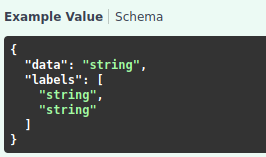 Example Value | Schema
{
  "data": "string",
  "labels": [
    "string",
    "string"
  ]
}